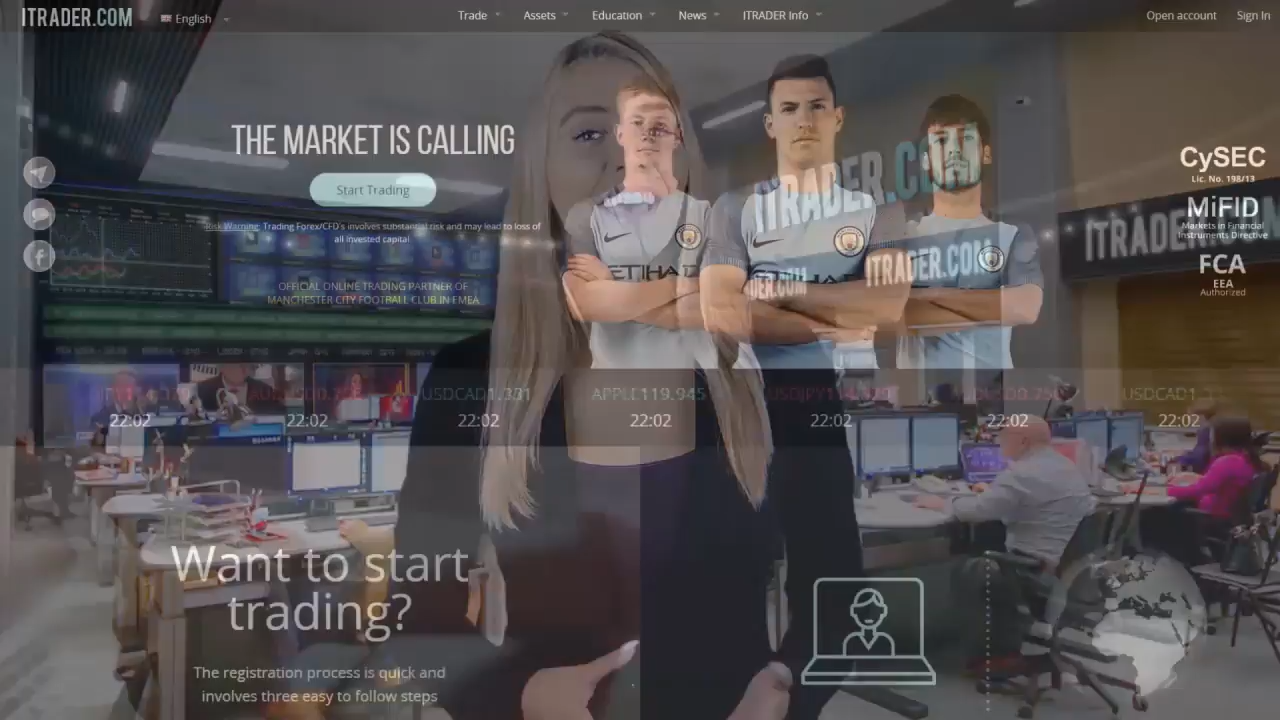 ITRADER.COM
English
Trade
Assets
Education
News
ITRADER Info
Open account
Sign In
THE MARKET IS CALLING
Start Trading
Risk Warning: Trading Forex/CFD's involves substantial risk and may lead to loss of
all invested capital
OFFICIAL ONLINE TRADING PARTNER OF
MANCHESTER CITY FOOTBALL CLUB IN EMEA
CySEC
Lic. No. 198/13
MiFID
Markets in Financial
Instruments Directive
FCA
EEA
Authorized
ITRADER.COM
ITRADER.COM
ETIHAD
USDCAD1.331
APPLE119.945
USDCAD1.
22:02
22:02
22:02
22:02
22:02
22:02
22:02
Want to start
trading?
The registration process is quick and
involves three easy to follow steps